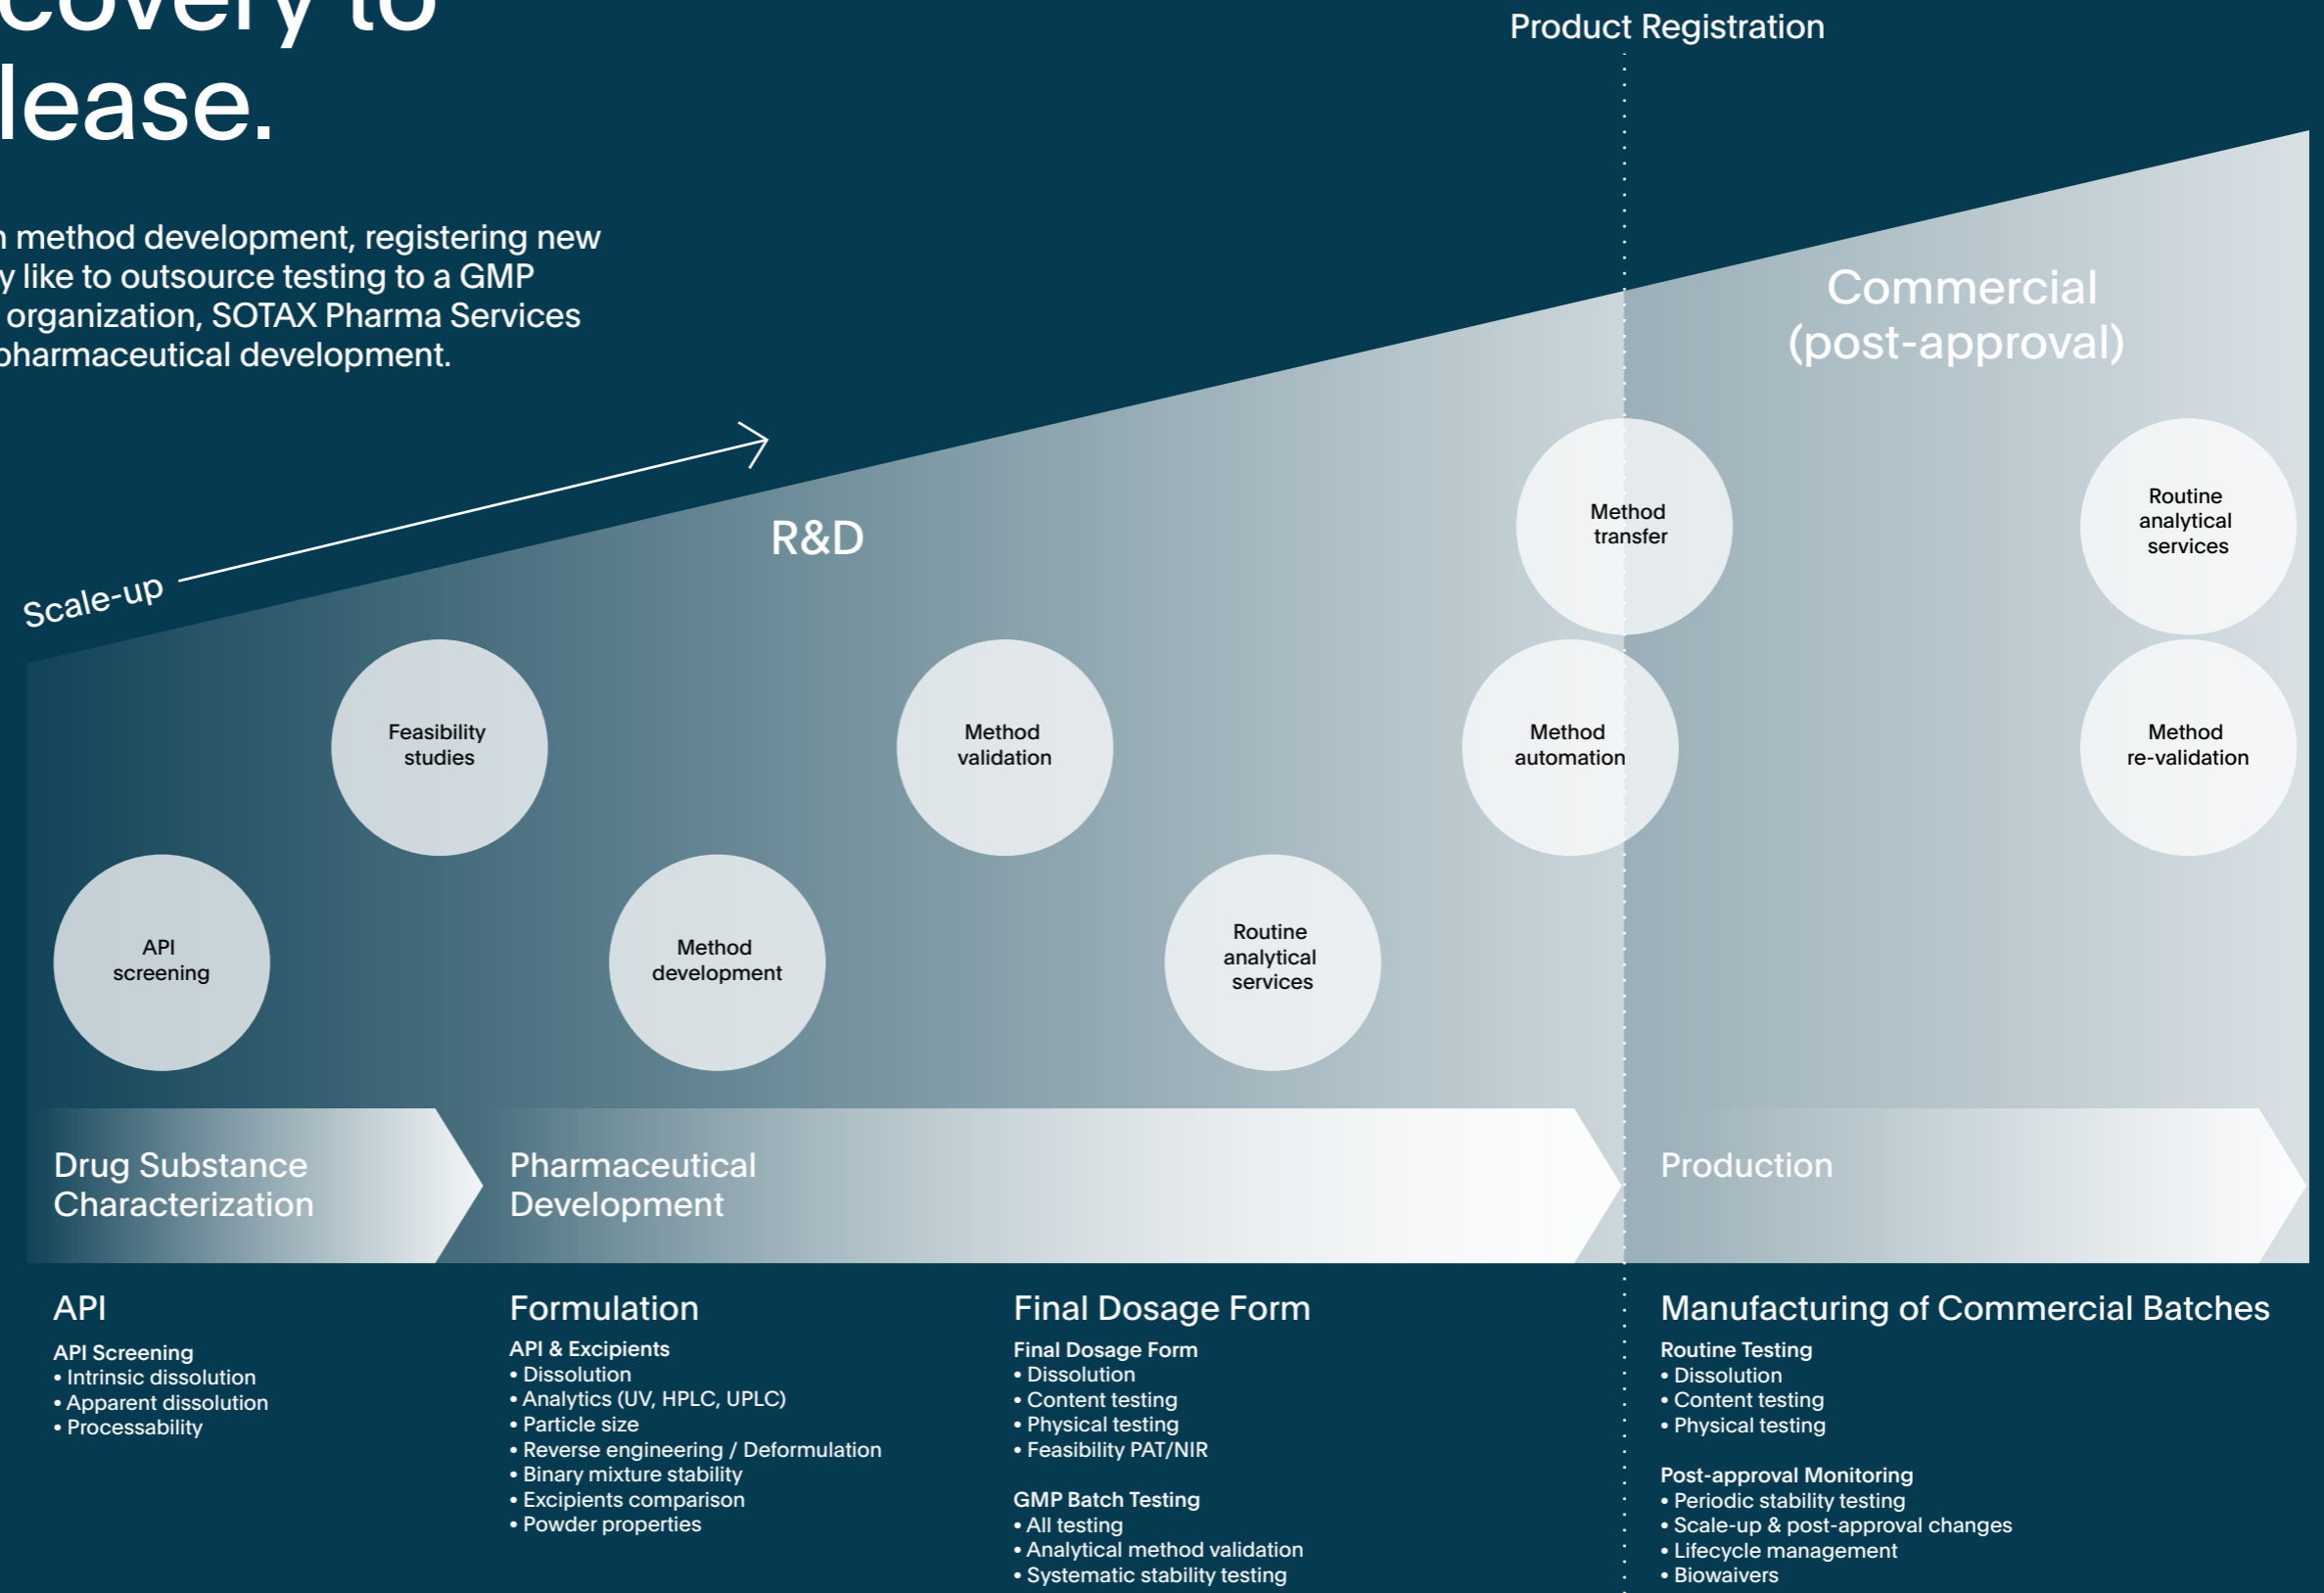 covery to
lease.
n method development, registering new
y like to outsource testing to a GMP
organization, SOTAX Pharma Services
pharmaceutical development.
Product Registration
Scale-up
R&D
Commercial
(post-approval)
API
screening
Feasibility
studies
Method
development
Method
validation
Routine
analytical
services
Method
automation
Method
transfer
Routine
analytical
services
Method
re-validation
Drug Substance
Characterization
Pharmaceutical
Development
Production
API
API Screening
• Intrinsic dissolution
• Apparent dissolution
• Processability
Formulation
API & Excipients
• Dissolution
• Analytics (UV, HPLC, UPLC)
• Particle size
• Reverse engineering / Deformulation
• Binary mixture stability
• Excipients comparison
• Powder properties
Final Dosage Form
Final Dosage Form
• Dissolution
• Content testing
• Physical testing
• Feasibility PAT/NIR
GMP Batch Testing
• All testing
• Analytical method validation
• Systematic stability testing
Manufacturing of Commercial Batches
Routine Testing
• Dissolution
• Content testing
• Physical testing
Post-approval Monitoring
• Periodic stability testing
• Scale-up & post-approval changes
• Lifecycle management
• Biowaivers